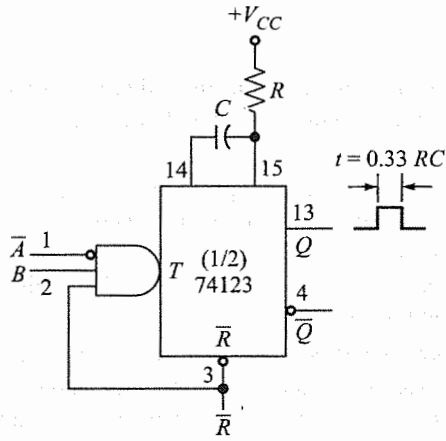 +V_CC
R
C
14
15
t = 0.33 RC
A̅
1
B
2
T
(1/2)
74123
13
Q
4
Q̅
R̅
3
R̅